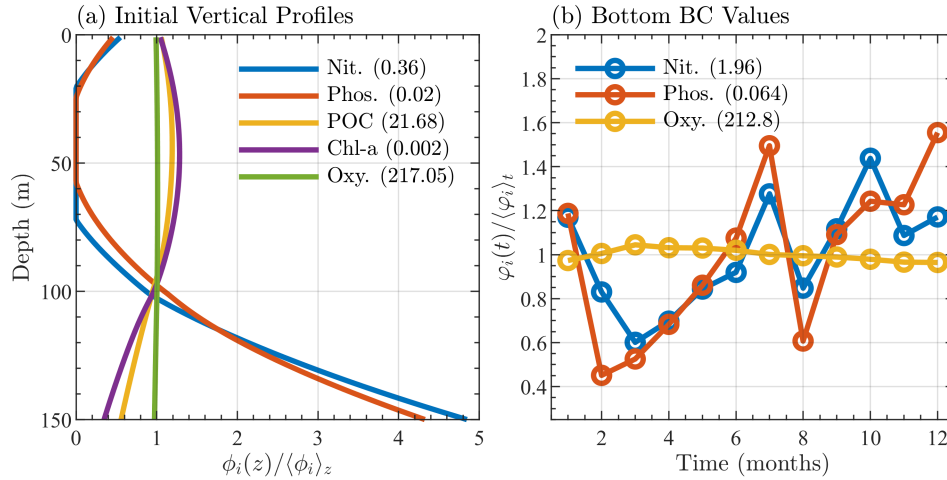 (a) Initial Vertical Profiles
0
50
100
150
Depth (m)
Nit. (0.36)
Phos. (0.02)
POC (21.68)
Chl-a (0.002)
Oxy. (217.05)
0 1 2 3 4 5
ϕᵢ(z)/⟨ϕᵢ⟩_z
(b) Bottom BC Values
2
1.8
1.6
1.4
1.2
1
0.8
0.6
0.4
φᵢ(t)/⟨φᵢ⟩_t
Nit. (1.96)
Phos. (0.064)
Oxy. (212.8)
2 4 6 8 10 12
Time (months)